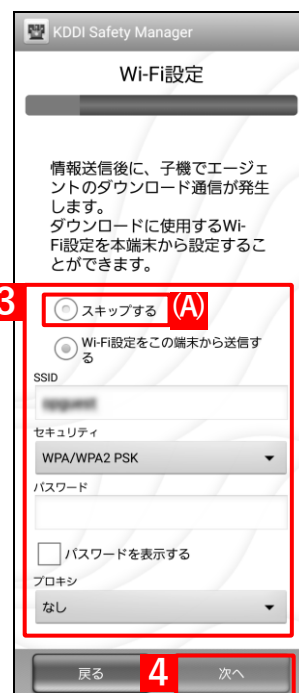 KDDI Safety Manager
Wi-Fi設定
情報送信後に、子機でエージェ
ントのダウンロード通信が発生
します。
ダウンロードに使用するWi-
Fi設定を本端末から設定するこ
とができます。
3
スキップする (A)
Wi-Fi設定をこの端末から送信す
る
SSID
セキュリティ
WPA/WPA2 PSK
パスワード
パスワードを表示する
プロキシ
なし
戻る 4 次へ